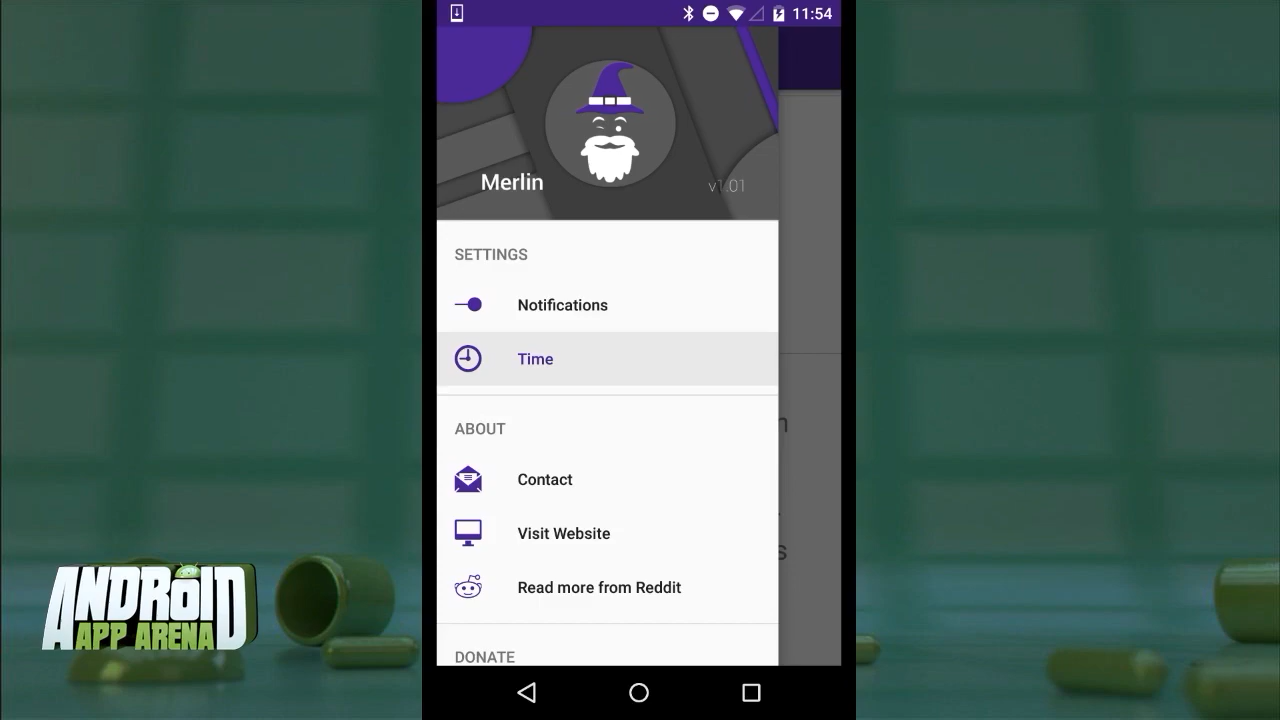 11:54
Merlin
v1.01
SETTINGS
Notifications
Time
ABOUT
Contact
Visit Website
Read more from Reddit
DONATE
ANDROID
APP ARENA